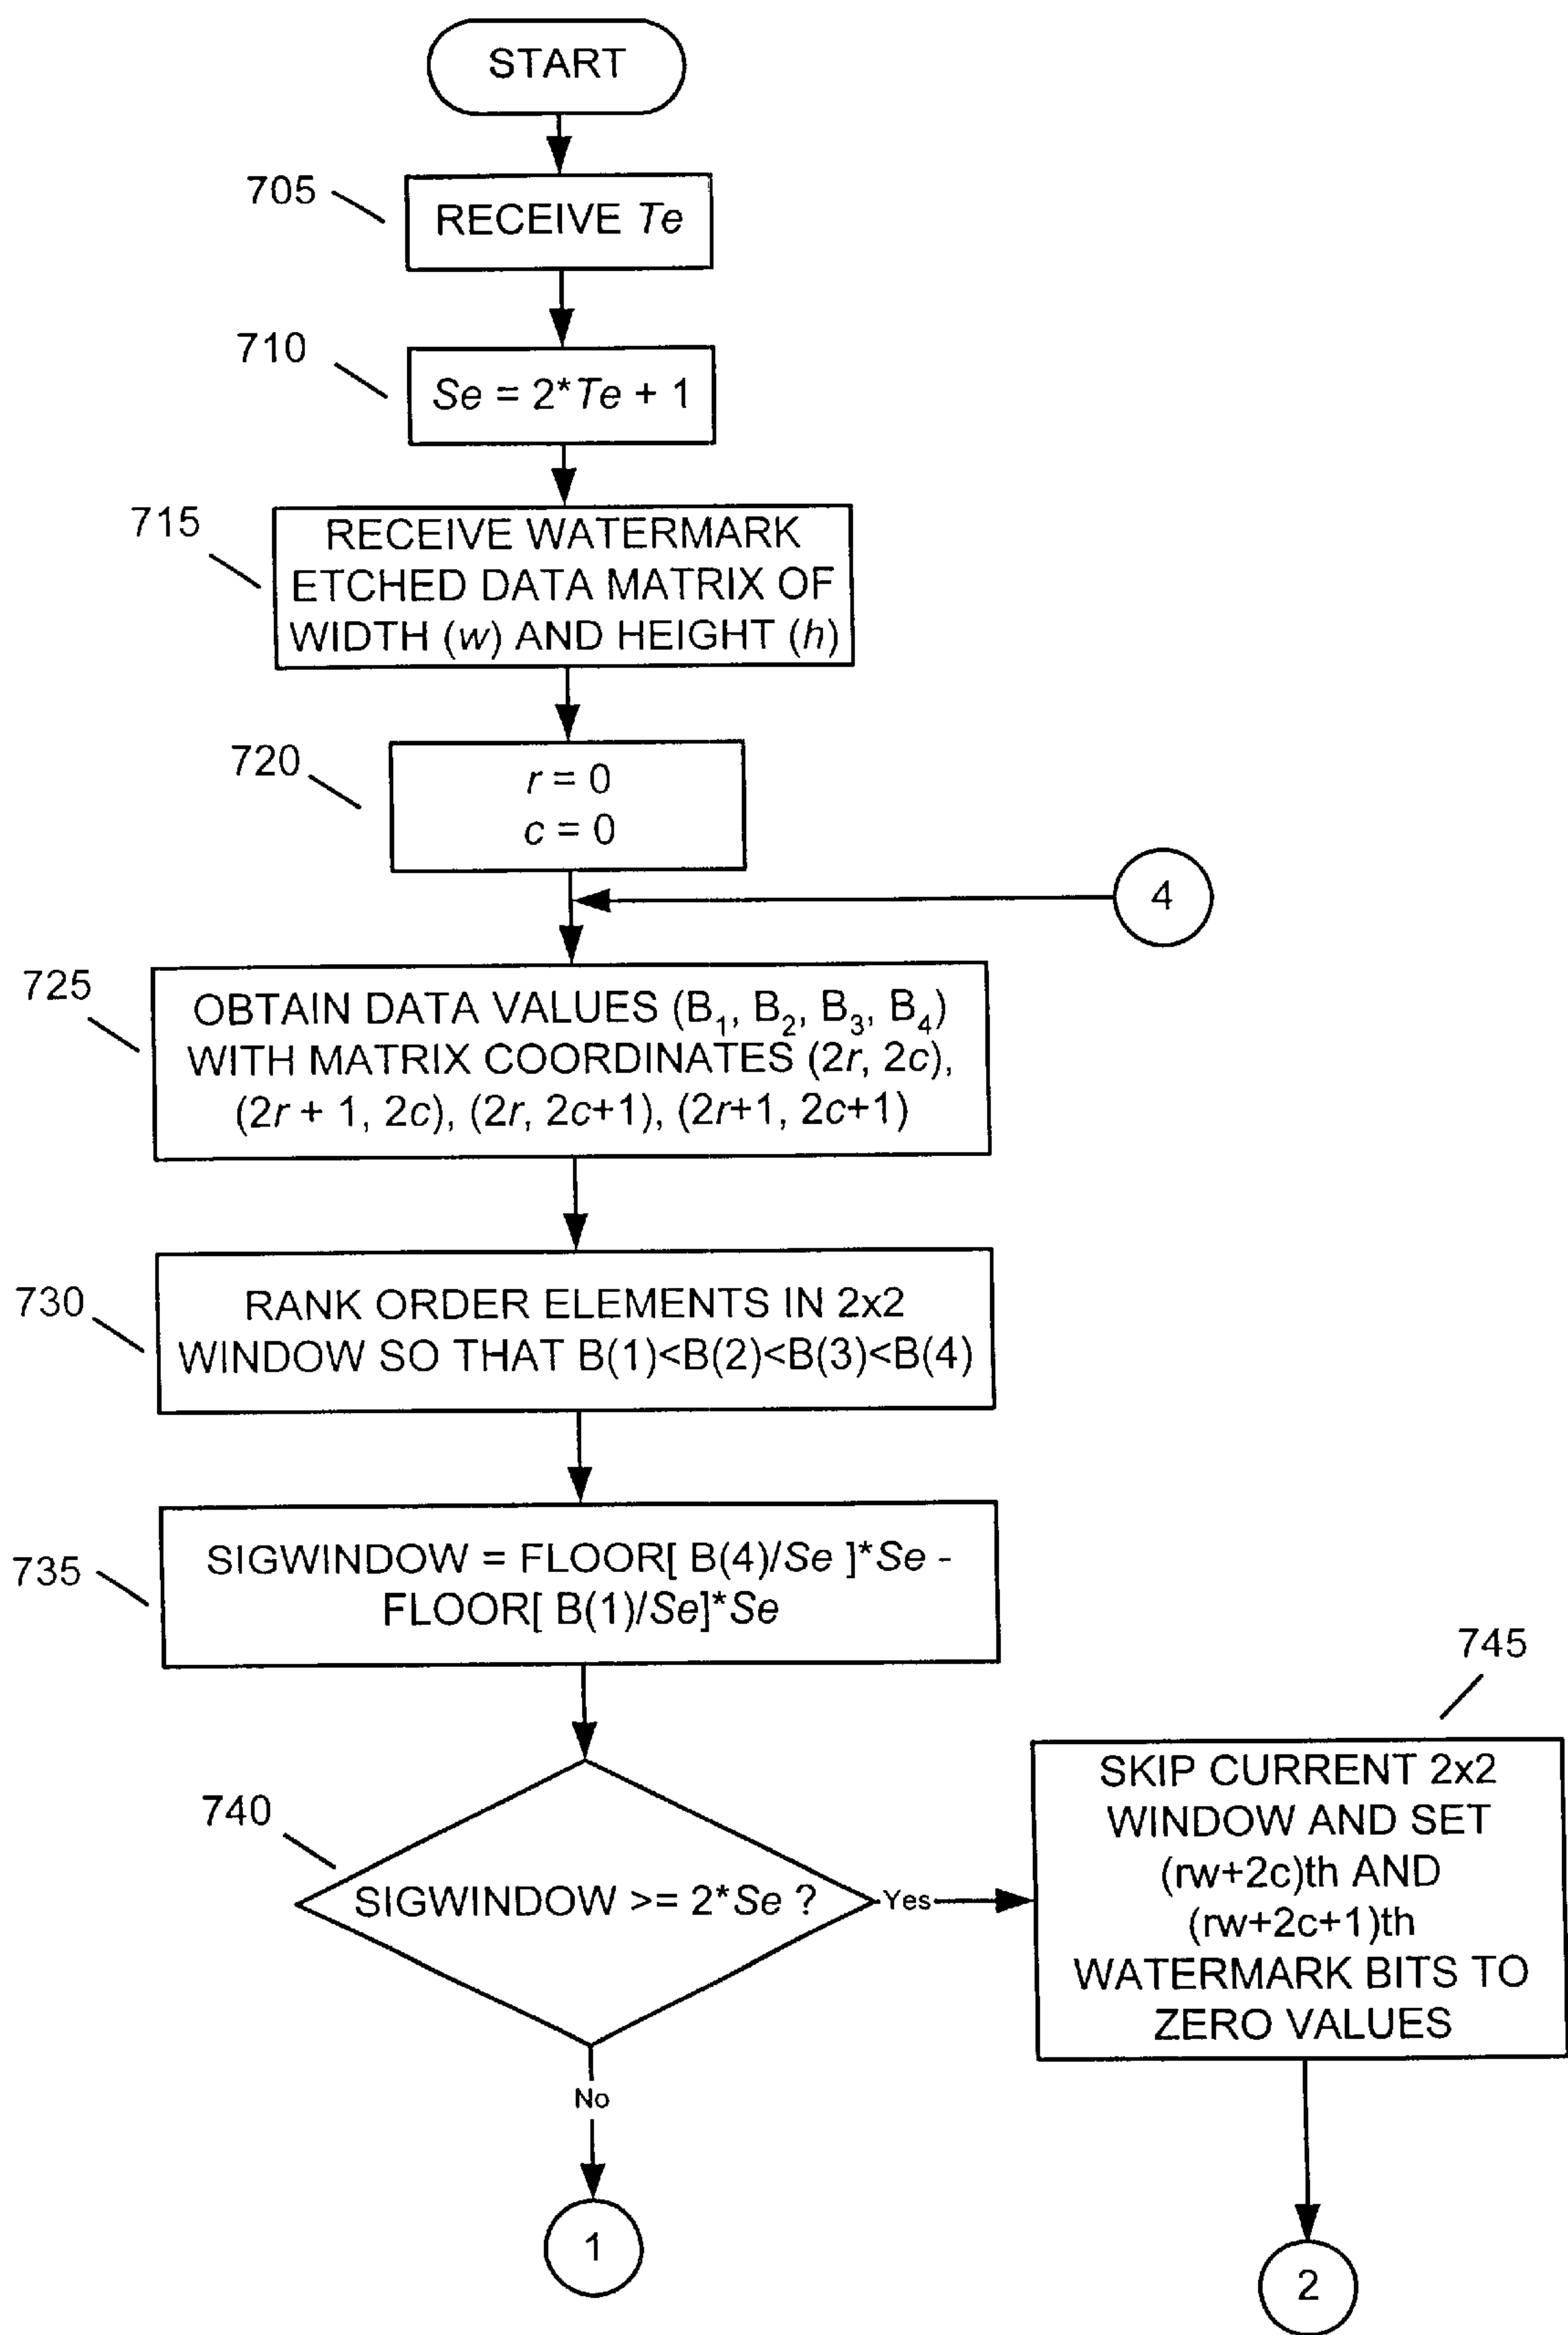 START
705
RECEIVE Te
710
Se = 2*Te + 1
715
RECEIVE WATERMARK
ETCHED DATA MATRIX OF
WIDTH (w) AND HEIGHT (h)
720
r = 0
c = 0
4
725
OBTAIN DATA VALUES (B₁, B₂, B₃, B₄)
WITH MATRIX COORDINATES (2r, 2c),
(2r + 1, 2c), (2r, 2c+1), (2r+1, 2c+1)
730
RANK ORDER ELEMENTS IN 2x2
WINDOW SO THAT B(1)<B(2)<B(3)<B(4)
735
SIGWINDOW = FLOOR[ B(4)/Se ]*Se -
FLOOR[ B(1)/Se]*Se
740
SIGWINDOW >= 2*Se ?
Yes
745
SKIP CURRENT 2x2
WINDOW AND SET
(rw+2c)th AND
(rw+2c+1)th
WATERMARK BITS TO
ZERO VALUES
No
1
2